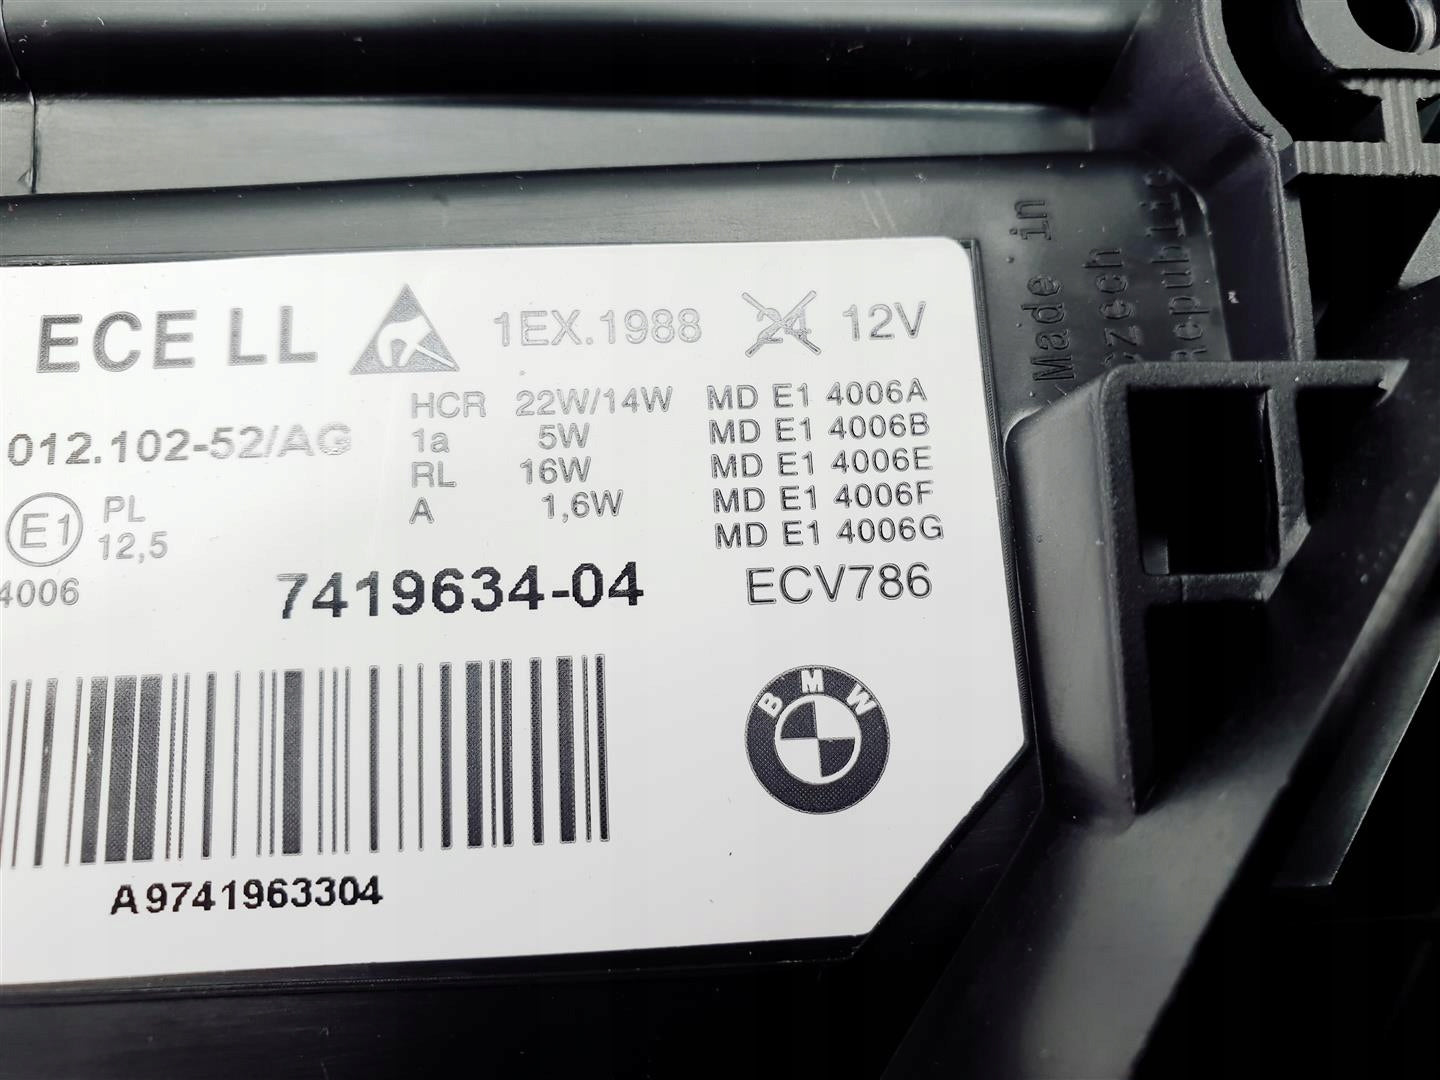 ECE LL
1EX.1988
24 12V
HCR 22W/14W
1a 5W
RL 16W
A 1,6W
MD E1 4006A
MD E1 4006B
MD E1 4006E
MD E1 4006F
MD E1 4006G
012.102-52/AG
E1
PL
12,5
4006
7419634-04
ECV786
BMW
A9741963304
Made in
Czech
Republic